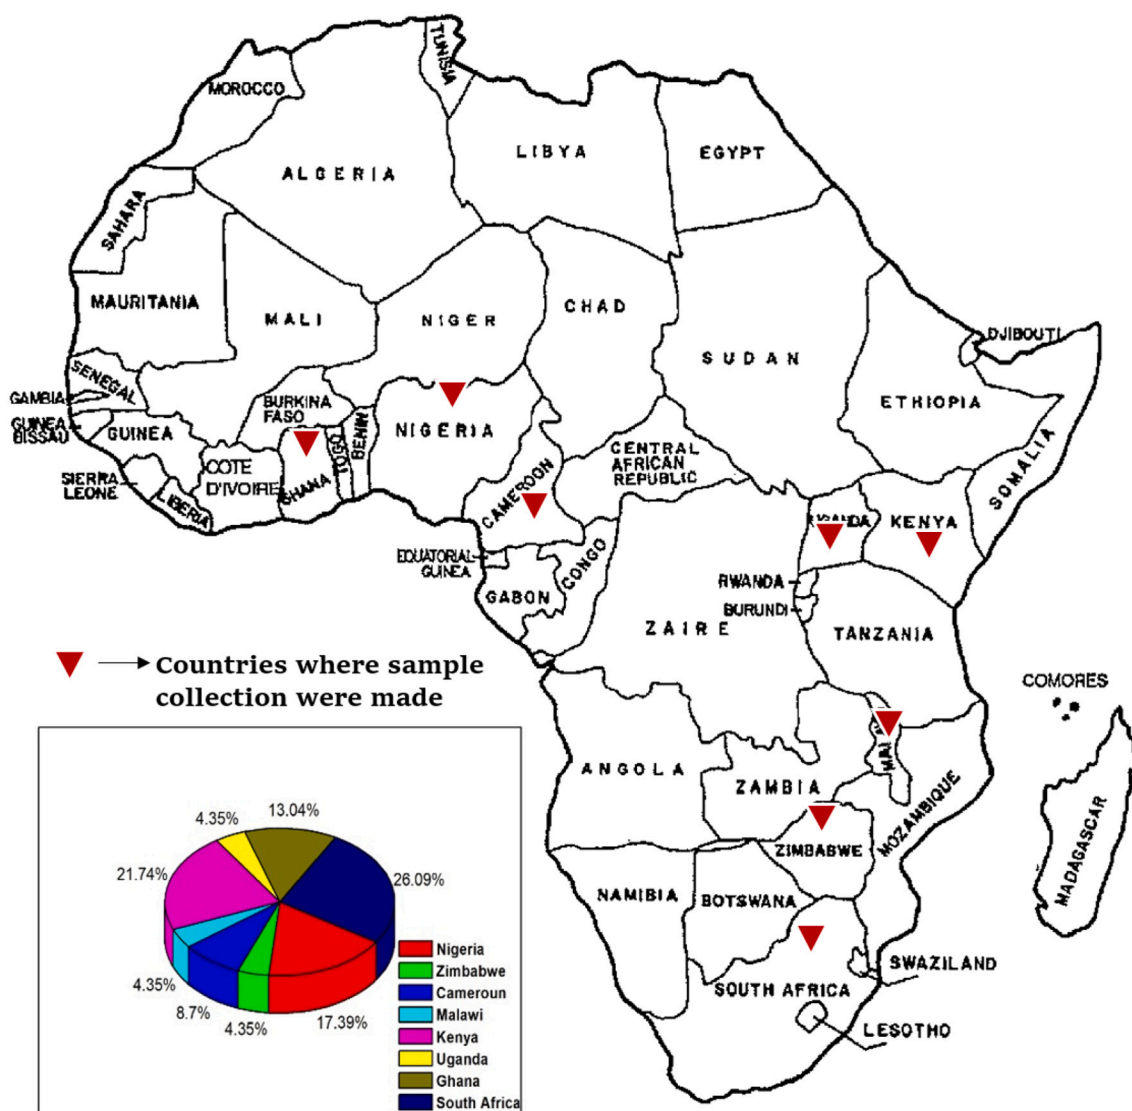 TUNISIA
MOROCCO
ALGERIA
LIBYA
EGYPT
SAHARA
MAURITANIA
MALI
NIGER
CHAD
SUDAN
DJIBOUTI
SENEGAL
GAMBIA
GUINEA
BISSAU
GUINEA
BURKINA
FASO
BENIN
TOGO
NIGERIA
ETHIOPIA
SOMALIA
SIERRA
LEONE
LIBERIA
COTE
D'IVOIRE
GHANA
CAMEROON
CENTRAL
AFRICAN
REPUBLIC
KENYA
EQUATORIAL
GUINEA
GABON
CONGO
RWANDA
BURUNDI
ZAIRE
TANZANIA
Countries where sample
collection were made
COMORES
ANGOLA
ZAMBIA
MOZAMBIQUE
MADAGASCAR
ZIMBABWE
NAMIBIA
BOTSWANA
SWAZILAND
SOUTH AFRICA
LESOTHO
4.35%
13.04%
21.74%
26.09%
4.35%
8.7%
4.35%
17.39%
Nigeria
Zimbabwe
Cameroun
Malawi
Kenya
Uganda
Ghana
South Africa